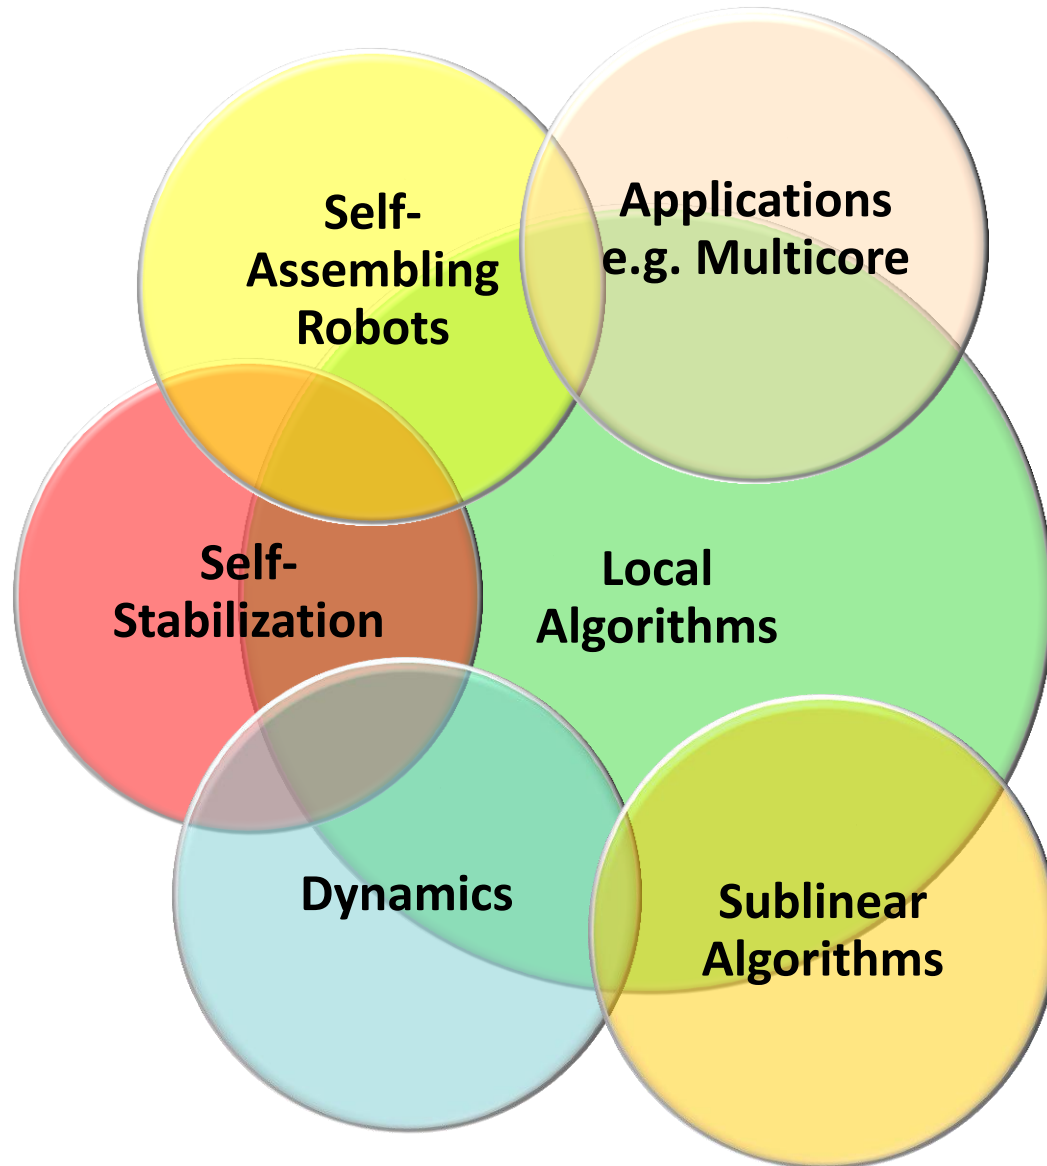 Self-
Assembling
Robots
Applications
e.g. Multicore
Self-
Stabilization
Local
Algorithms
Dynamics
Sublinear
Algorithms